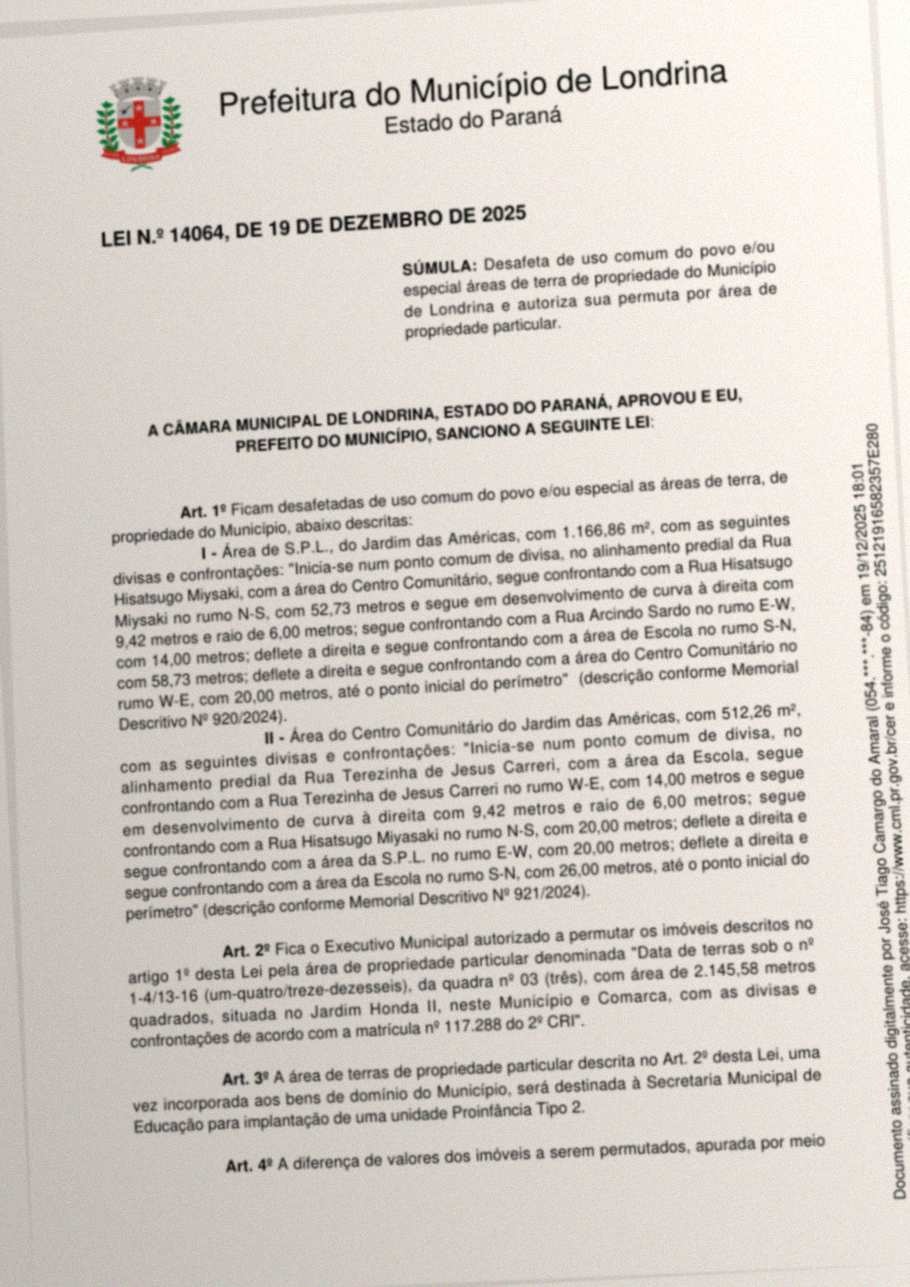 Prefeitura do Município de Londrina
Estado do Paraná
LONDRINA
LEI N.º 14064, DE 19 DE DEZEMBRO DE 2025
SÚMULA: Desafeta de uso comum do povo e/ou
especial áreas de terra de propriedade do Município
de Londrina e autoriza sua permuta por área de
propriedade particular.
A CÂMARA MUNICIPAL DE LONDRINA, ESTADO DO PARANÁ, APROVOU E EU,
PREFEITO DO MUNICÍPIO, SANCIONO A SEGUINTE LEI:
Art. 1º Ficam desafetadas de uso comum do povo e/ou especial as áreas de terra, de
propriedade do Município, abaixo descritas:
I - Área de S.P.L., do Jardim das Américas, com 1.166,86 m², com as seguintes
divisas e confrontações: "Inicia-se num ponto comum de divisa, no alinhamento predial da Rua
Hisatsugo Miysaki, com a área do Centro Comunitário, segue confrontando com a Rua Hisatsugo
Miysaki no rumo N-S, com 52,73 metros e segue em desenvolvimento de curva à direita com
9,42 metros e raio de 6,00 metros; segue confrontando com a Rua Arcindo Sardo no rumo E-W,
com 14,00 metros; deflete a direita e segue confrontando com a área de Escola no rumo S-N,
com 58,73 metros; deflete a direita e segue confrontando com a área do Centro Comunitário no
rumo W-E, com 20,00 metros, até o ponto inicial do perímetro" (descrição conforme Memorial
Descritivo Nº 920/2024).
II - Área do Centro Comunitário do Jardim das Américas, com 512,26 m²,
com as seguintes divisas e confrontações: "Inicia-se num ponto comum de divisa, no
alinhamento predial da Rua Terezinha de Jesus Carreri, com a área da Escola, segue
confrontando com a Rua Terezinha de Jesus Carreri no rumo W-E, com 14,00 metros e segue
em desenvolvimento de curva à direita com 9,42 metros e raio de 6,00 metros; segue
confrontando com a Rua Hisatsugo Miyasaki no rumo N-S, com 20,00 metros; deflete a direita e
segue confrontando com a área da S.P.L. no rumo E-W, com 20,00 metros; deflete a direita e
segue confrontando com a área da Escola no rumo S-N, com 26,00 metros, até o ponto inicial do
perímetro" (descrição conforme Memorial Descritivo Nº 921/2024).
Art. 2º Fica o Executivo Municipal autorizado a permutar os imóveis descritos no
artigo 1º desta Lei pela área de propriedade particular denominada "Data de terras sob o nº
1-4/13-16 (um-quatro/treze-dezesseis), da quadra nº 03 (três), com área de 2.145,58 metros
quadrados, situada no Jardim Honda II, neste Município e Comarca, com as divisas e
confrontações de acordo com a matrícula nº 117.288 do 2º CRI".
Art. 3º A área de terras de propriedade particular descrita no Art. 2º desta Lei, uma
vez incorporada aos bens de domínio do Município, será destinada à Secretaria Municipal de
Educação para implantação de uma unidade Proinfância Tipo 2.
Art. 4º A diferença de valores dos imóveis a serem permutados, apurada por meio
Documento assinado digitalmente por José Tiago Camargo do Amaral (054.***.***-84) em 19/12/2025 18:01
sua autenticidade, acesse: https://www.cml.pr.gov.br/cer e informe o código: 25121916582357E280